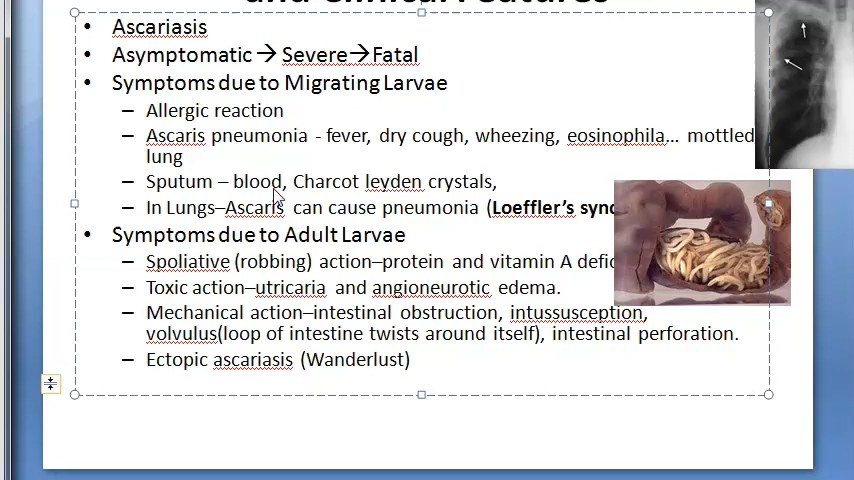 • Ascariasis
• Asymptomatic → Severe→Fatal
• Symptoms due to Migrating Larvae
– Allergic reaction
– Ascaris pneumonia - fever, dry cough, wheezing, eosinophila... mottled
lung
– Sputum – blood, Charcot leyden crystals,
– In Lungs–Ascaris can cause pneumonia (Loeffler's
• Symptoms due to Adult Larvae
– Spoliative (robbing) action–protein and vitamin A
– Toxic action–utricaria and angioneurotic edema.
– Mechanical action–intestinal obstruction, intussusception,
volvulus(loop of intestine twists around itself), intestinal perforation.
– Ectopic ascariasis (Wanderlust)